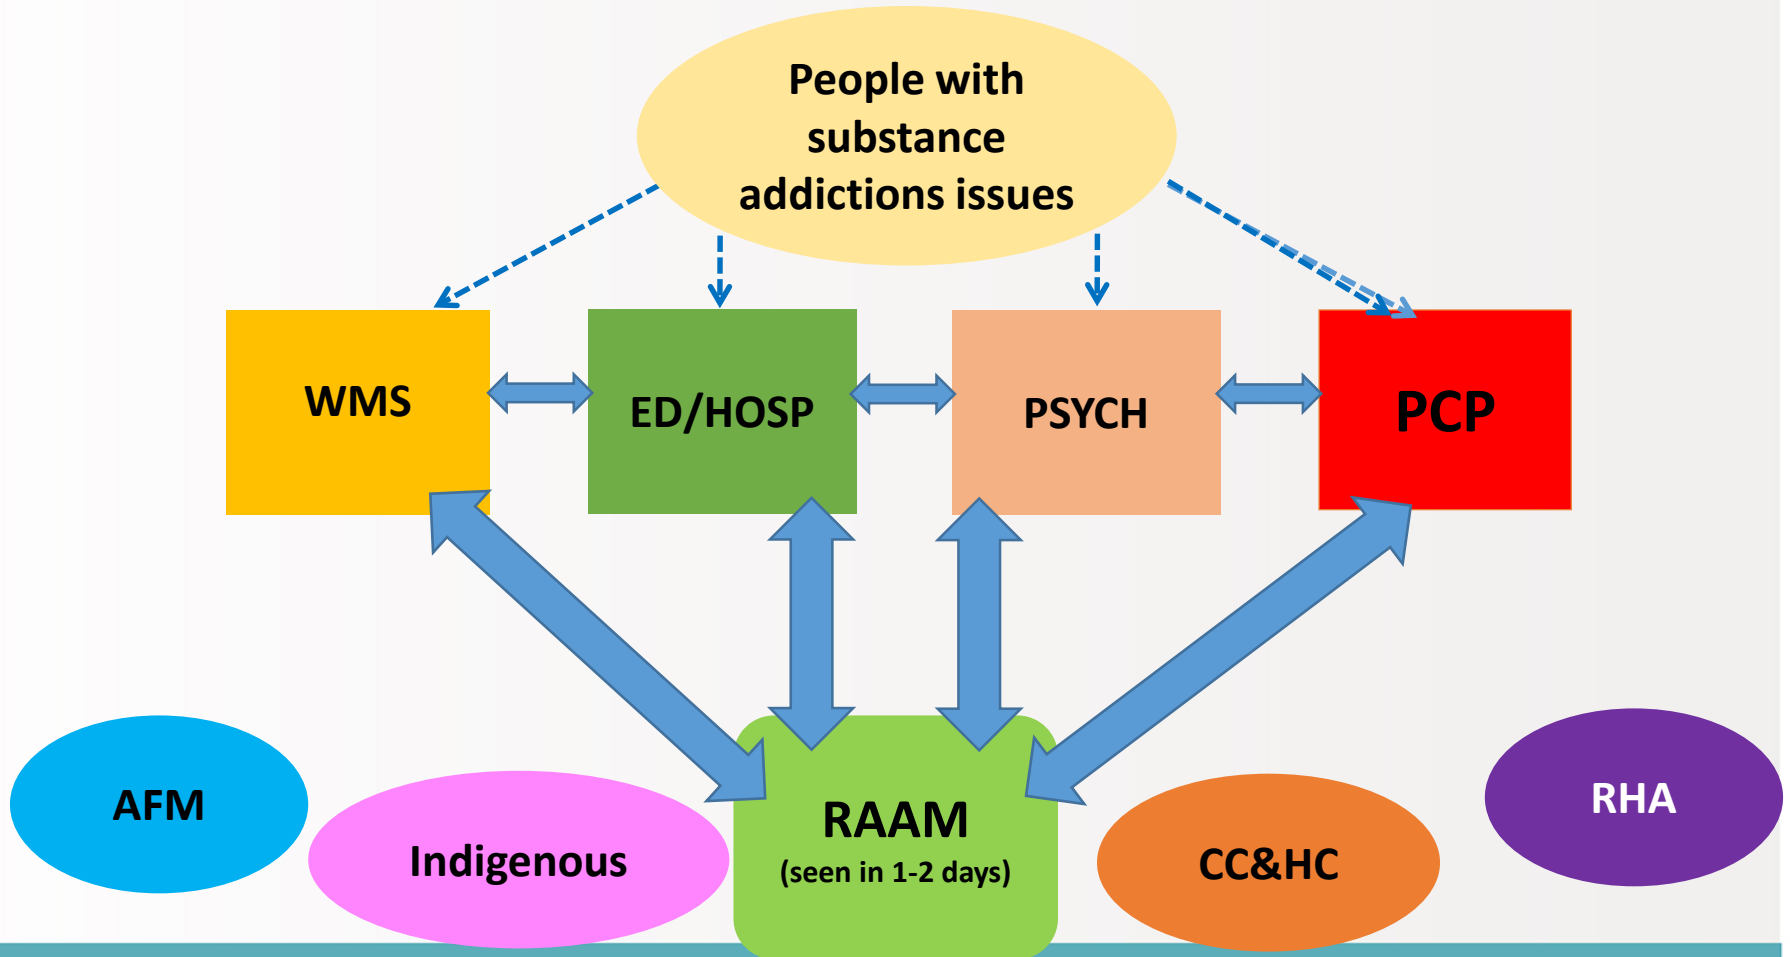 People with
substance
addictions issues
WMS
ED/HOSP
PSYCH
PCP
AFM
Indigenous
RAAM
(seen in 1-2 days)
CC&HC
RHA